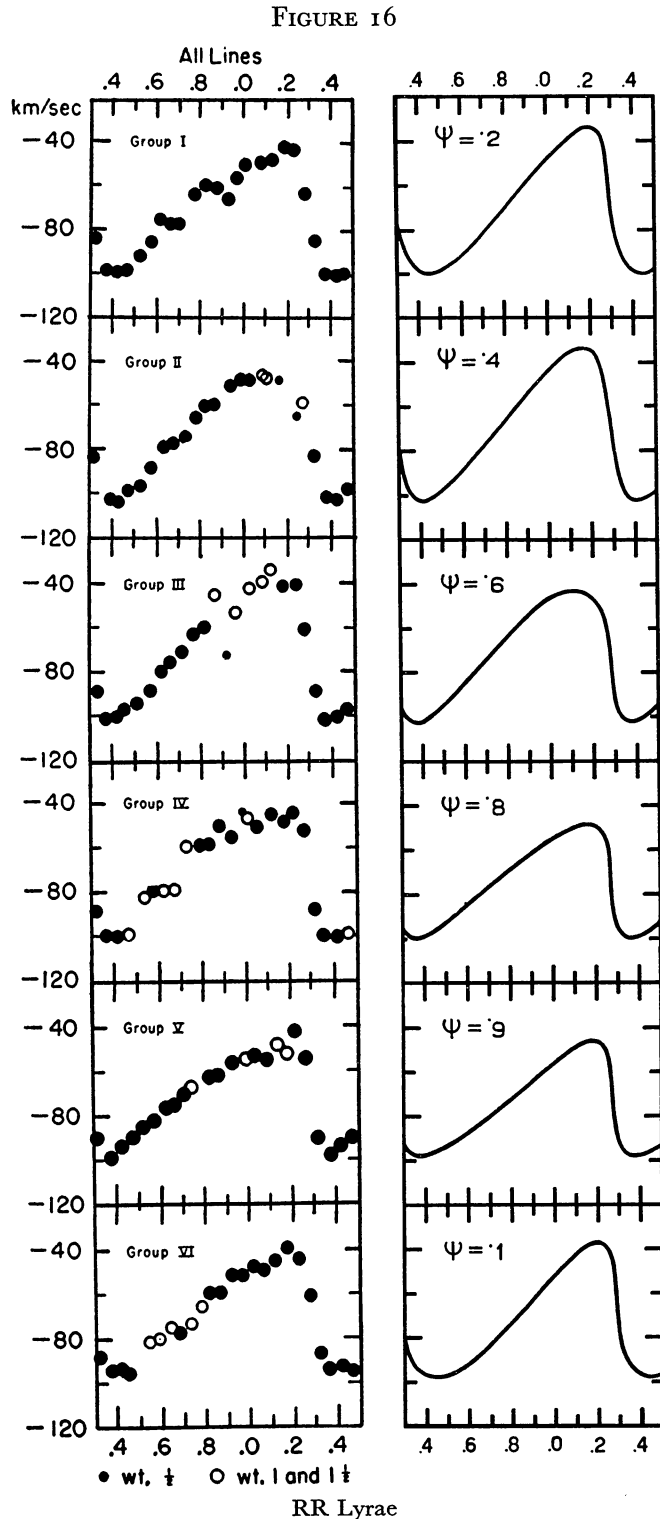 FIGURE 16
All Lines
.4 .6 .8 .0 .2 .4 .6 .8 .0 .2
km/sec
Group I
Ψ = .2
−40
−80
−120
Group II
Ψ = .4
−40
−80
−120
Group III
Ψ = .6
−40
−80
−120
Group IV
Ψ = .8
−40
−80
−120
Group V
Ψ = .9
−40
−80
−120
Group VI
Ψ = .1
−40
−80
−120
.4 .6 .8 .0 .2 .4 .4 .6 .8 .0 .2 .4
• wt. ½ ○ wt. 1 and 1½
RR Lyrae